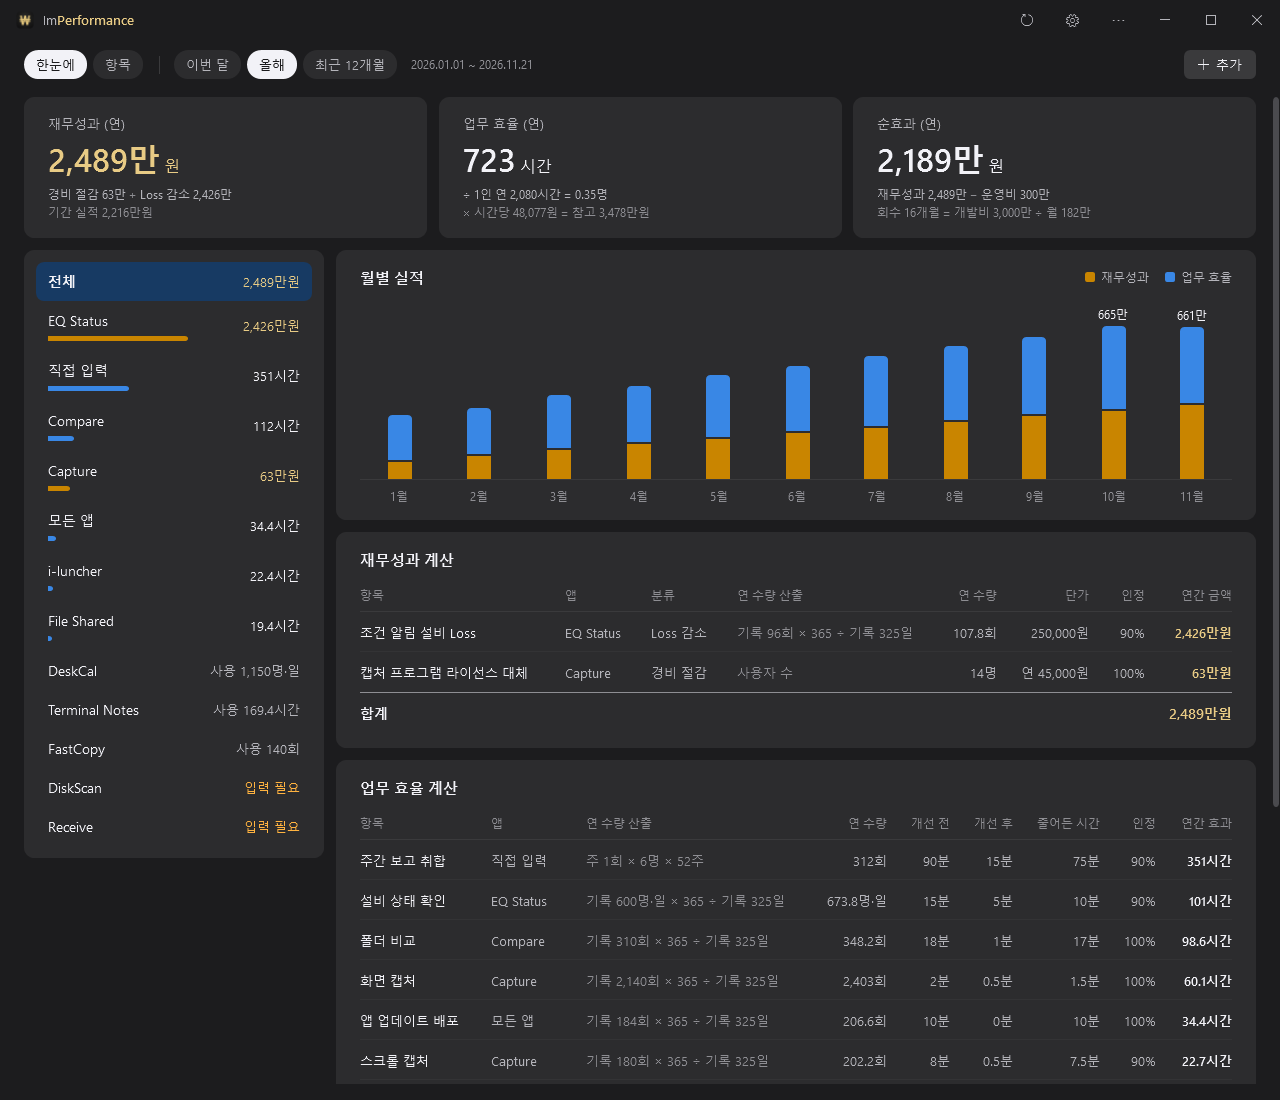 ₩ ImPerformance
한눈에 항목 이번 달 올해 최근 12개월 2026.01.01 ~ 2026.11.21 + 추가
재무성과 (연)
2,489만 원
경비 절감 63만 + Loss 감소 2,426만
기간 실적 2,216만원
업무 효율 (연)
723 시간
÷ 1인 연 2,080시간 = 0.35명
× 시간당 48,077원 = 참고 3,478만원
순효과 (연)
2,189만 원
재무성과 2,489만 − 운영비 300만
회수 16개월 = 개발비 3,000만 ÷ 월 182만
전체 2,489만원
EQ Status 2,426만원
직접 입력 351시간
Compare 112시간
Capture 63만원
모든 앱 34.4시간
i-luncher 22.4시간
File Shared 19.4시간
DeskCal 사용 1,150명·일
Terminal Notes 사용 169.4시간
FastCopy 사용 140회
DiskScan 입력 필요
Receive 입력 필요
월별 실적 재무성과 업무 효율
665만 661만
1월 2월 3월 4월 5월 6월 7월 8월 9월 10월 11월
재무성과 계산
항목 앱 분류 연 수량 산출 연 수량 단가 인정 연간 금액
조건 알림 설비 Loss EQ Status Loss 감소 기록 96회 × 365 ÷ 기록 325일 107.8회 250,000원 90% 2,426만원
캡처 프로그램 라이선스 대체 Capture 경비 절감 사용자 수 14명 연 45,000원 100% 63만원
합계 2,489만원
업무 효율 계산
항목 앱 연 수량 산출 연 수량 개선 전 개선 후 줄어든 시간 인정 연간 효과
주간 보고 취합 직접 입력 주 1회 × 6명 × 52주 312회 90분 15분 75분 90% 351시간
설비 상태 확인 EQ Status 기록 600명·일 × 365 ÷ 기록 325일 673.8명·일 15분 5분 10분 90% 101시간
폴더 비교 Compare 기록 310회 × 365 ÷ 기록 325일 348.2회 18분 1분 17분 100% 98.6시간
화면 캡처 Capture 기록 2,140회 × 365 ÷ 기록 325일 2,403회 2분 0.5분 1.5분 100% 60.1시간
앱 업데이트 배포 모든 앱 기록 184회 × 365 ÷ 기록 325일 206.6회 10분 0분 10분 100% 34.4시간
스크롤 캡처 Capture 기록 180회 × 365 ÷ 기록 325일 202.2회 8분 0.5분 7.5분 90% 22.7시간